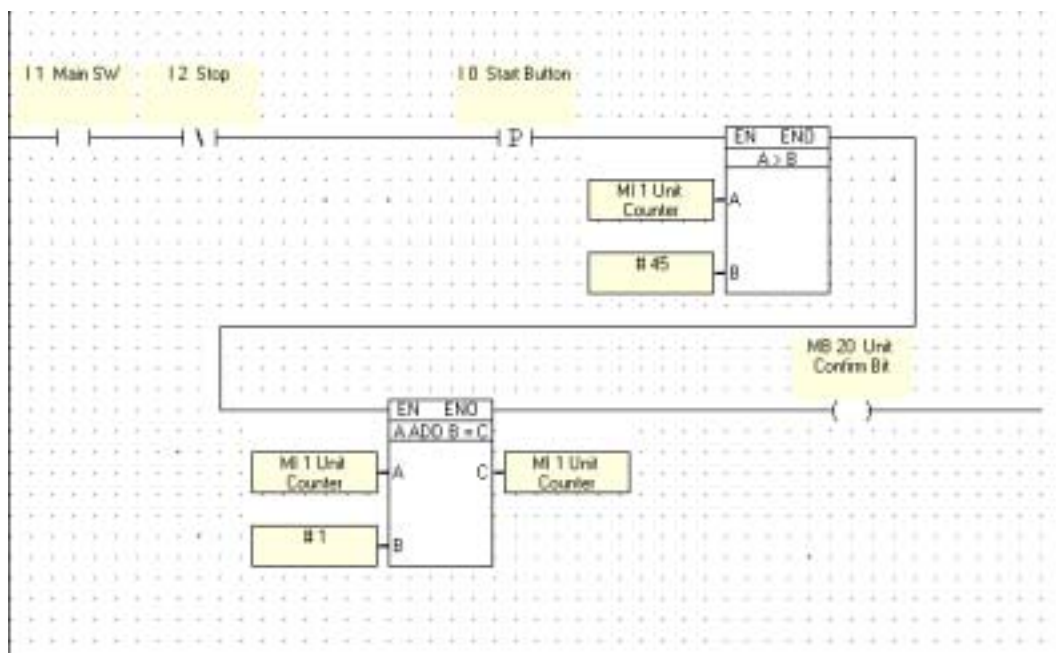 I 1 Main SW
I 2 Stop
I 0 Start Button
P
EN ENO
A > B
MI 1 Unit
Counter
A
# 45
B
MB 20 Unit
Confirm Bit
EN ENO
A ADD B = C
MI 1 Unit
Counter
A
C
MI 1 Unit
Counter
# 1
B